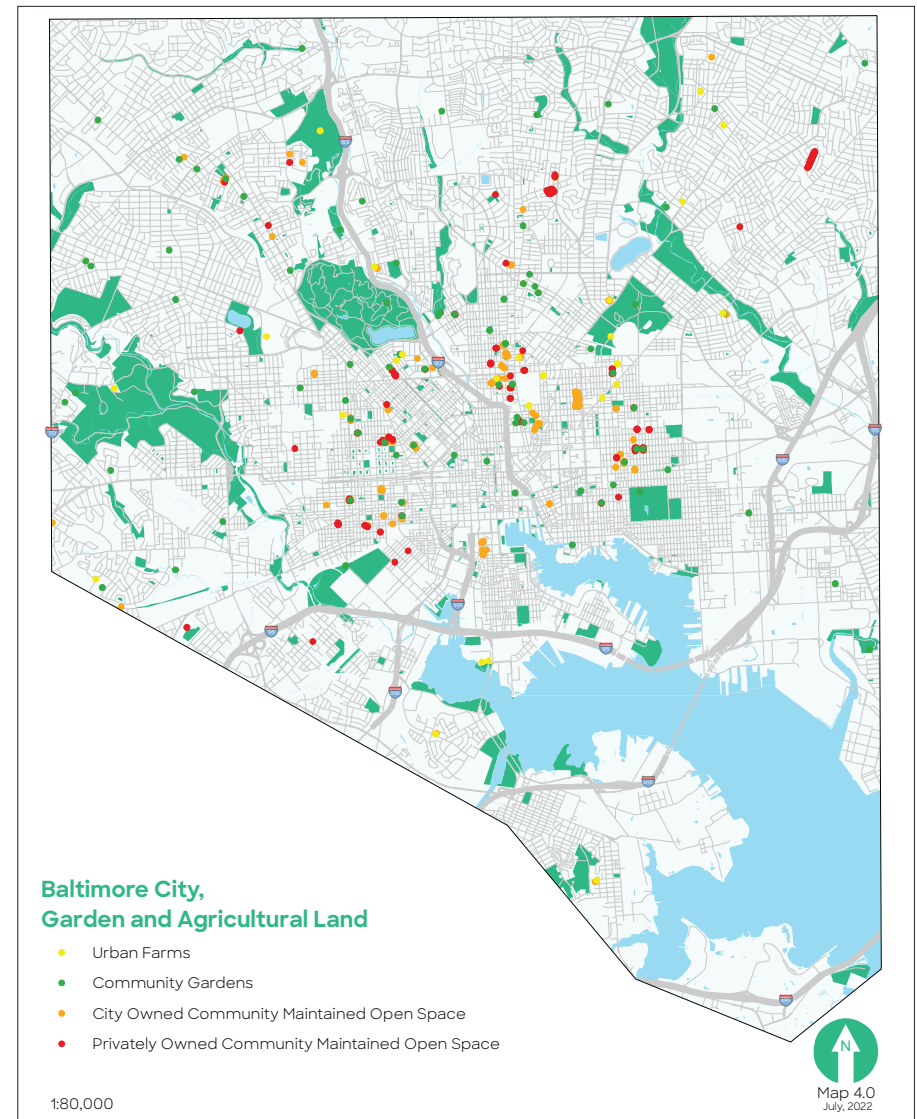 Baltimore City,
Garden and Agricultural Land
Urban Farms
Community Gardens
City Owned Community Maintained Open Space
Privately Owned Community Maintained Open Space
1:80,000
N
Map 4.0
July, 2022